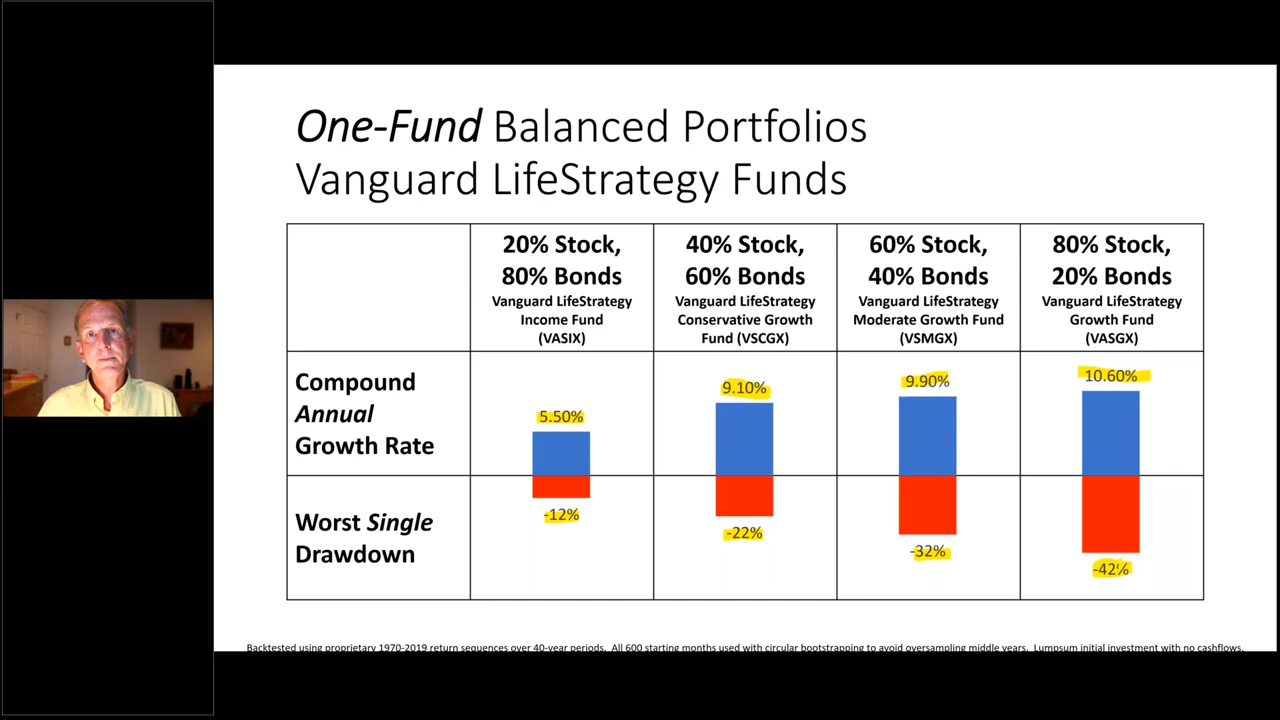 One-Fund Balanced Portfolios
Vanguard LifeStrategy Funds
20% Stock,
80% Bonds
Vanguard LifeStrategy
Income Fund
(VASIX)
40% Stock,
60% Bonds
Vanguard LifeStrategy
Conservative Growth
Fund (VSCGX)
60% Stock,
40% Bonds
Vanguard LifeStrategy
Moderate Growth Fund
(VSMGX)
80% Stock,
20% Bonds
Vanguard LifeStrategy
Growth Fund
(VASGX)
Compound
Annual
Growth Rate
5.50%
9.10%
9.90%
10.60%
Worst Single
Drawdown
-12%
-22%
-32%
-42%
Backtested using proprietary 1970-2019 return sequences over 40-year periods. All 600 starting months used with circular bootstrapping to avoid oversampling middle years. Lumpsum initial investment with no cashflows.